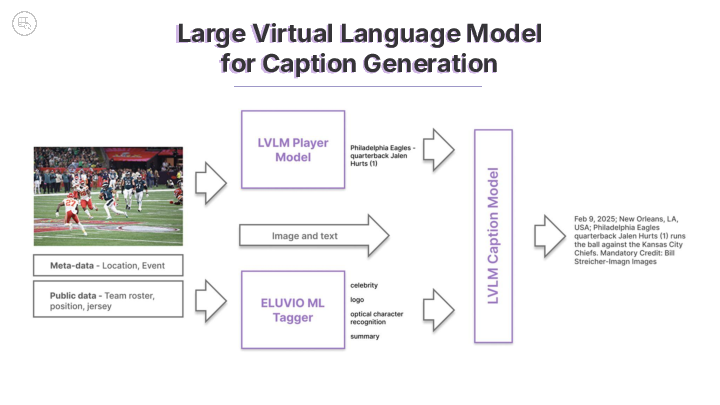 Large Virtual Language Model
for Caption Generation
LVLM Player
Model
Philadelphia Eagles -
quarterback Jalen
Hurts (1)
Image and text
Meta-data - Location, Event
Public data - Team roster,
position, jersey
ELUVIO ML
Tagger
celebrity
logo
optical character
recognition
summary
LVLM Caption Model
Feb 9, 2025; New Orleans, LA,
USA; Philadelphia Eagles
quarterback Jalen Hurts (1) runs
the ball against the Kansas City
Chiefs. Mandatory Credit: Bill
Streicher-Imagn Images